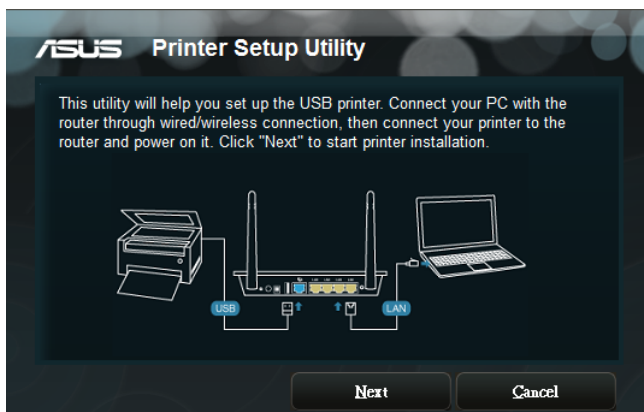 ASUS Printer Setup Utility
This utility will help you set up the USB printer. Connect your PC with the
router through wired/wireless connection, then connect your printer to the
router and power on it. Click "Next" to start printer installation.
USB
LAN
Next Cancel